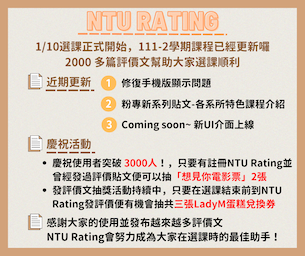 NTU RATING
1/10選課正式開始，111-2學期課程已經更新囉
2000 多篇評價文幫助大家選課順利
近期更新
1 修復手機版顯示問題
2 粉專新系列貼文-各系所特色課程介紹
3 Coming soon~ 新UI介面上線
慶祝活動
• 慶祝使用者突破 3000人！，只要有註冊NTU Rating並
曾經發過評價貼文便可以抽「想見你電影票」2張
• 發評價文抽獎活動持續中，只要在選課結束前到NTU
Rating發評價便有機會抽共三張LadyM蛋糕兌換券
感謝大家的使用並發布越來越多評價文
NTU Rating會努力成為大家在選課時的最佳助手！